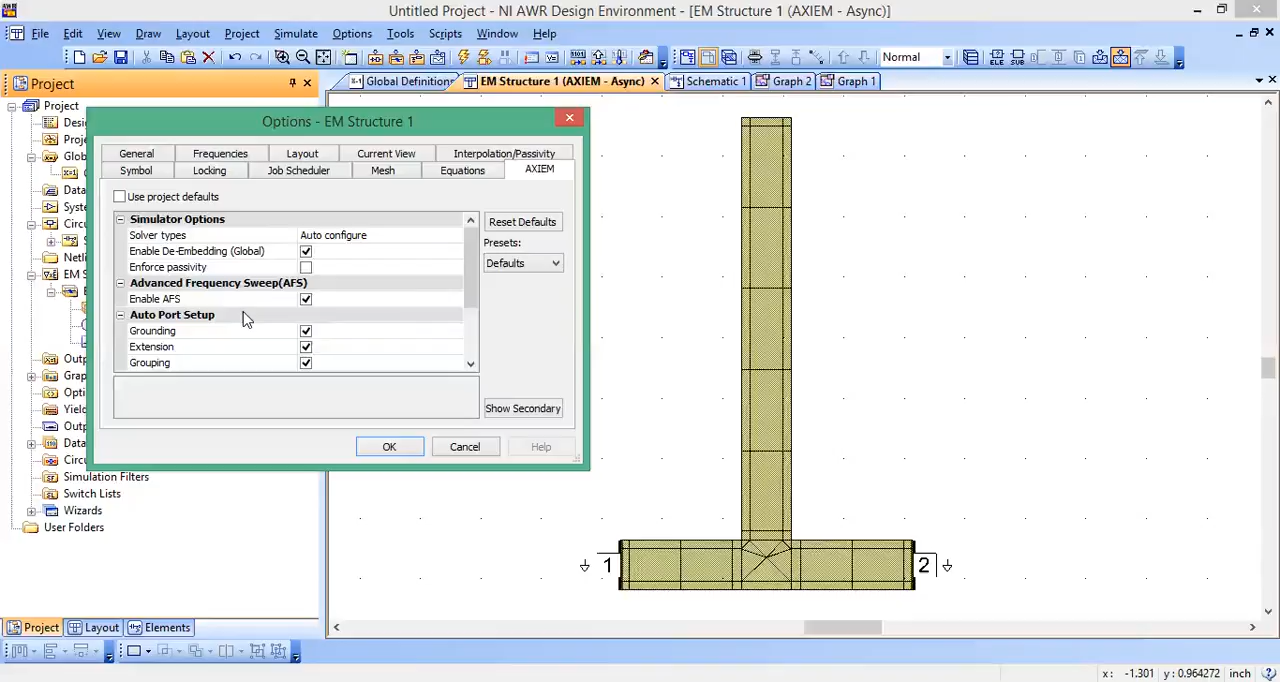 Untitled Project - NI AWR Design Environment - [EM Structure 1 (AXIEM - Async)]
File Edit View Draw Layout Project Simulate Options Tools Scripts Window Help
Normal
Project
Global Definition
EM Structure 1 (AXIEM - Async)
Schematic 1
Graph 2
Graph 1
Project
Options - EM Structure 1
General Frequencies Layout Current View Interpolation/Passivity
Symbol Locking Job Scheduler Mesh Equations AXIEM
Use project defaults
Simulator Options
Solver types Auto configure
Enable De-Embedding (Global)
Enforce passivity
Advanced Frequency Sweep(AFS)
Enable AFS
Auto Port Setup
Grounding
Extension
Grouping
Reset Defaults
Presets:
Defaults
Show Secondary
OK Cancel Help
Simulation Filters
Switch Lists
Wizards
User Folders
1 2
Project Layout Elements
x: -1.301 y: 0.964272 inch